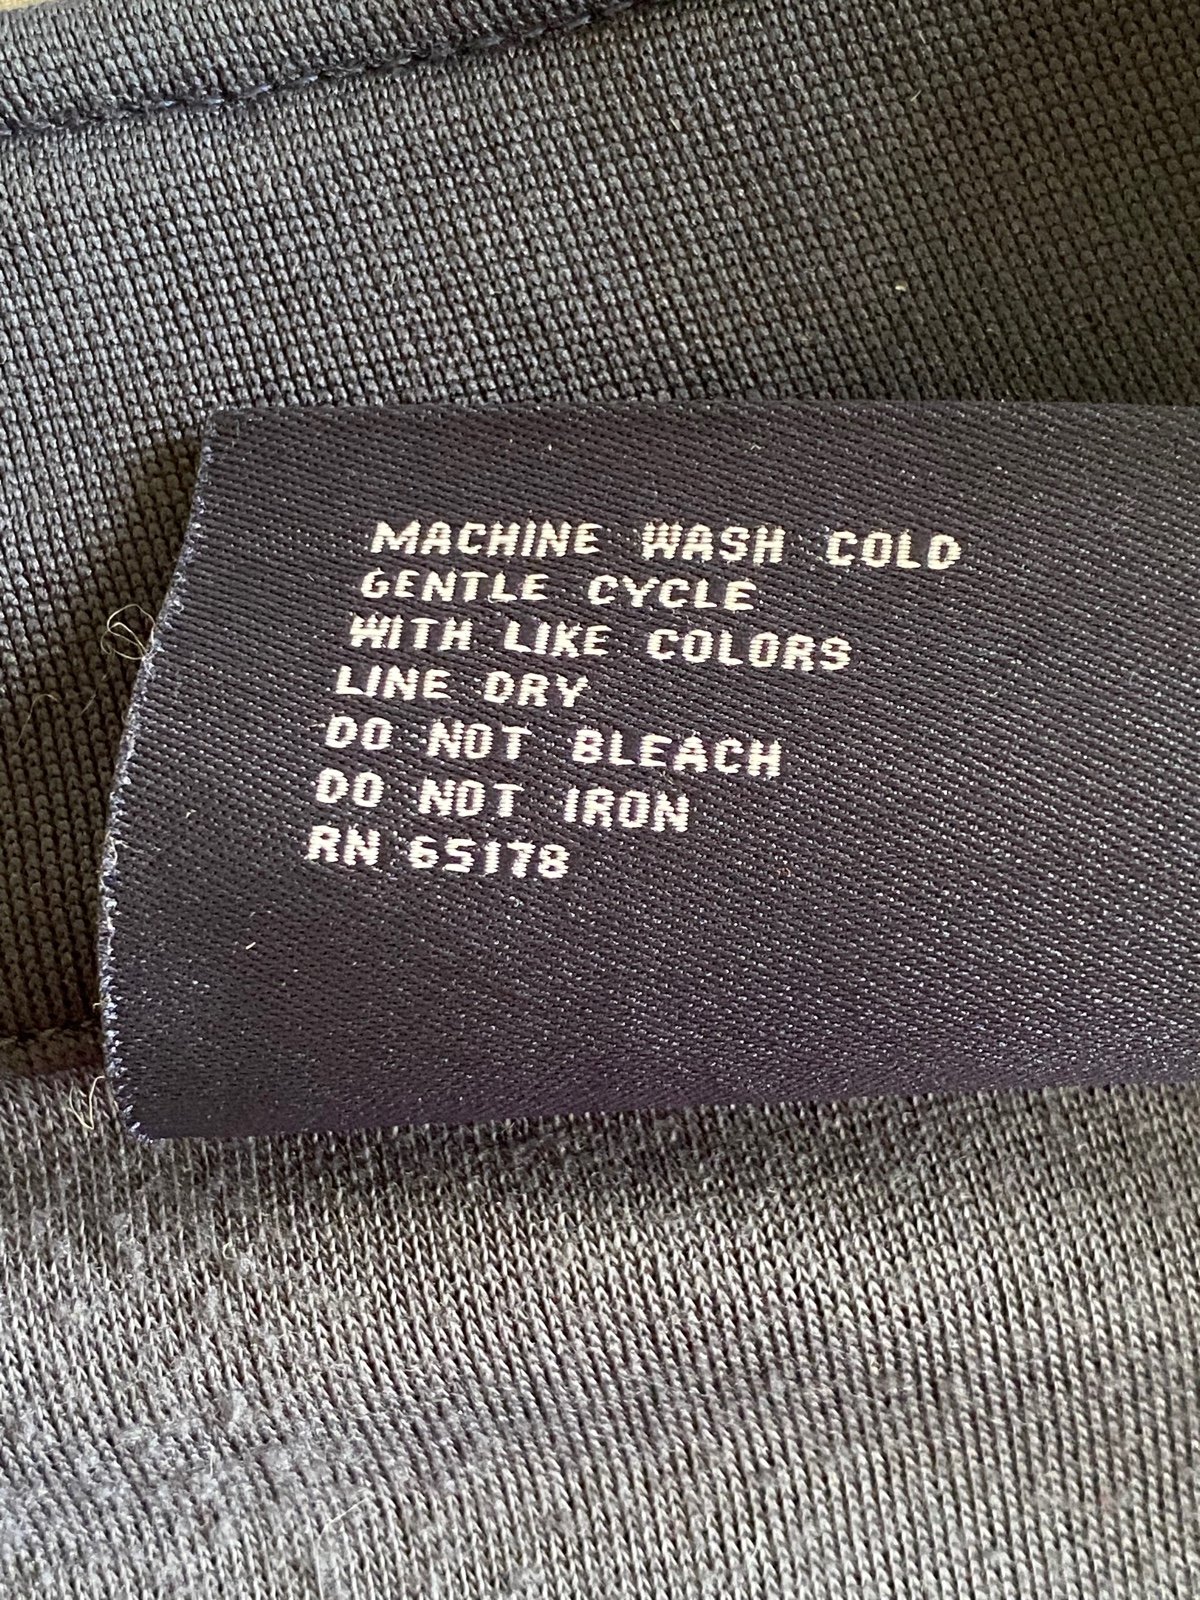 MACHINE WASH COLD
GENTLE CYCLE
WITH LIKE COLORS
LINE DRY
DO NOT BLEACH
DO NOT IRON
RN 65178